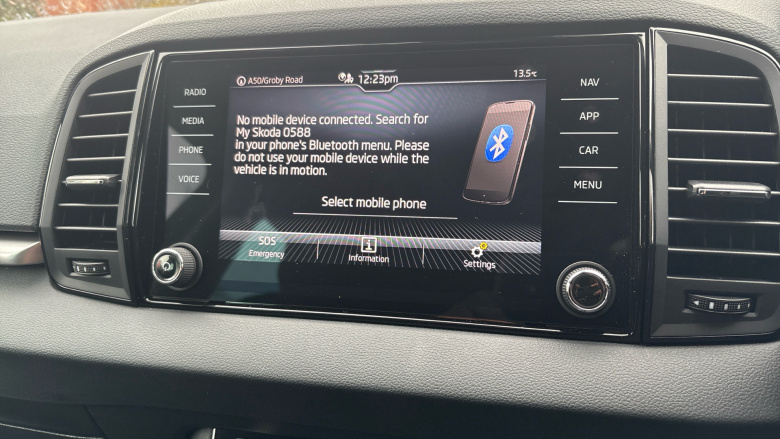 A50/Groby Road
12:23pm
13.5°C
RADIO
MEDIA
PHONE
VOICE
No mobile device connected. Search for
My Skoda 0588
in your phone's Bluetooth menu. Please
do not use your mobile device while the
vehicle is in motion.
Select mobile phone
SOS
Emergency
Information
Settings
NAV
APP
CAR
MENU